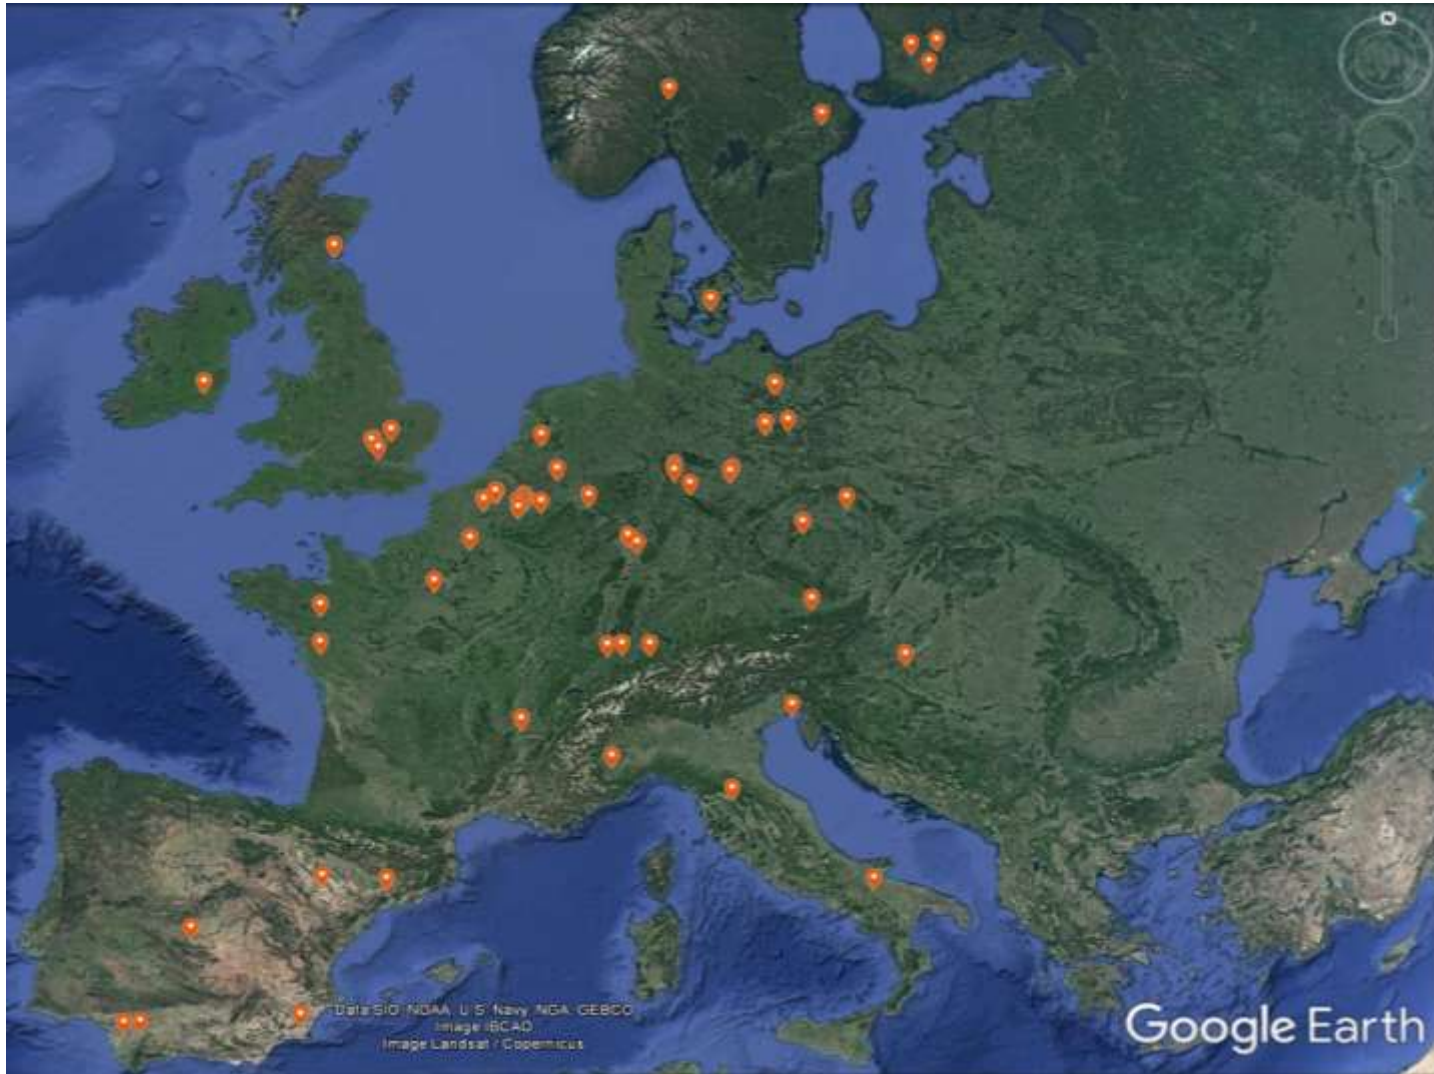 N
Data SIO, NOAA, U.S. Navy, NGA, GEBCO
Image IBCAO
Image Landsat / Copernicus
Google Earth